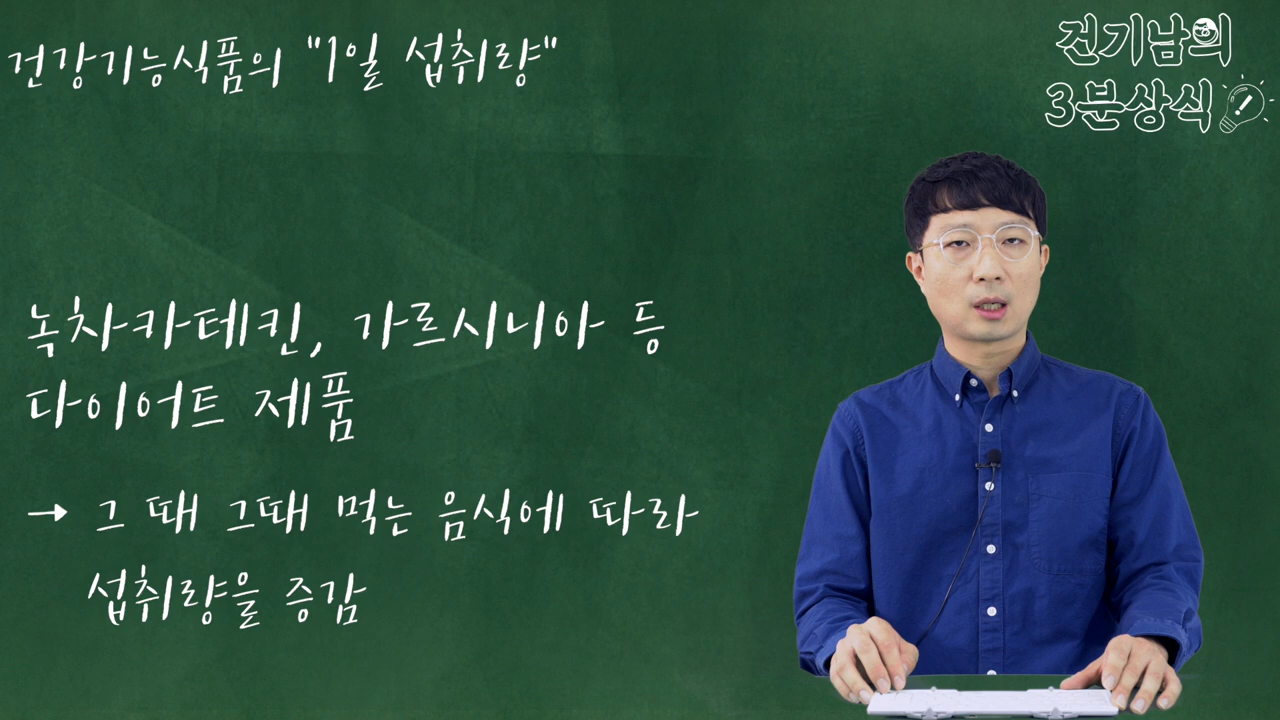 건강기능식품의 "1일 섭취량"
건기남의
3분상식
녹차카테킨, 가르시니아 등
다이어트 제품
→ 그 때 그때 먹는 음식에 따라
섭취량을 증감